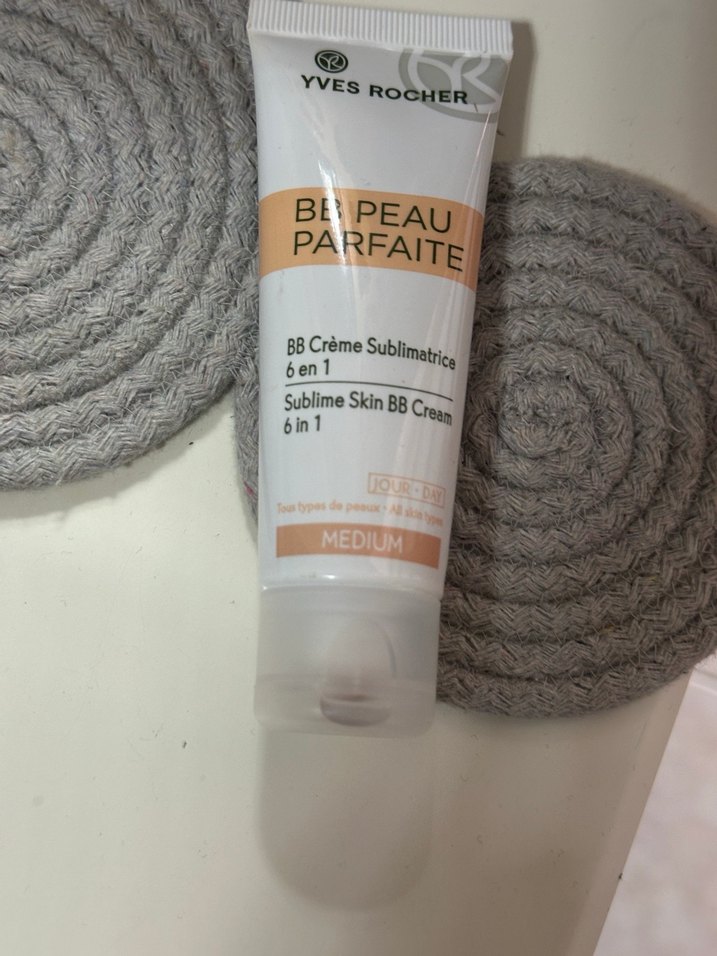 YVES ROCHER
BB PEAU
PARFAITE
BB Crème Sublimatrice
6 en 1
Sublime Skin BB Cream
6 in 1
JOUR • DAY
Tous types de peaux • All skin types
MEDIUM